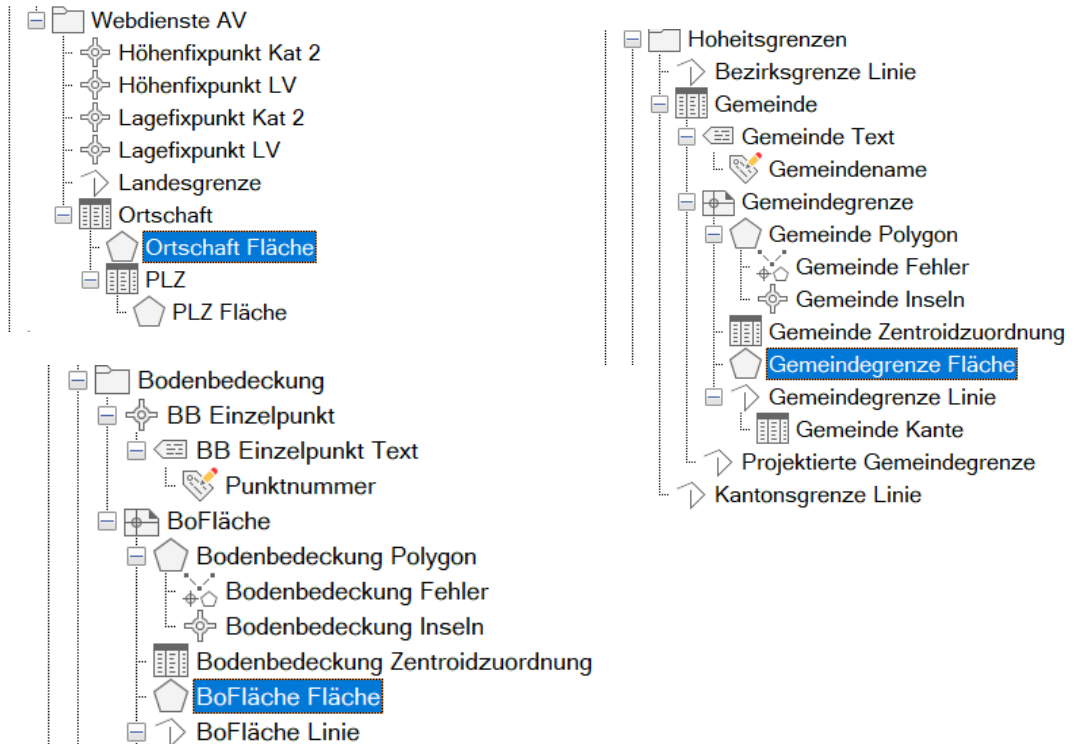 Webdienste AV
Höhenfixpunkt Kat 2
Höhenfixpunkt LV
Lagefixpunkt Kat 2
Lagefixpunkt LV
Landesgrenze
Ortschaft
Ortschaft Fläche
PLZ
PLZ Fläche
Bodenbedeckung
BB Einzelpunkt
BB Einzelpunkt Text
Punktnummer
BoFläche
Bodenbedeckung Polygon
Bodenbedeckung Fehler
Bodenbedeckung Inseln
Bodenbedeckung Zentroidzuordnung
BoFläche Fläche
BoFläche Linie
Hoheitsgrenzen
Bezirksgrenze Linie
Gemeinde
Gemeinde Text
Gemeindename
Gemeindegrenze
Gemeinde Polygon
Gemeinde Fehler
Gemeinde Inseln
Gemeinde Zentroidzuordnung
Gemeindegrenze Fläche
Gemeindegrenze Linie
Gemeinde Kante
Projektierte Gemeindegrenze
Kantonsgrenze Linie